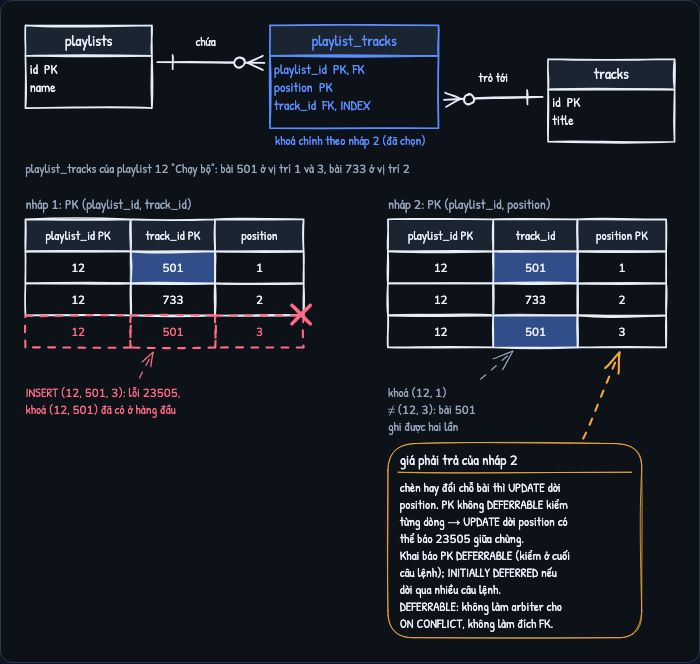 playlists
id PK
name
chứa
playlist_tracks
playlist_id PK, FK
position PK
track_id FK, INDEX
khoá chính theo nháp 2 (đã chọn)
trỏ tới
tracks
id PK
title
playlist_tracks của playlist 12 "Chạy bộ": bài 501 ở vị trí 1 và 3, bài 733 ở vị trí 2
nháp 1: PK (playlist_id, track_id)
playlist_id PK track_id PK position
12 501 1
12 733 2
12 501 3
INSERT (12, 501, 3): lỗi 23505,
khoá (12, 501) đã có ở hàng đầu
nháp 2: PK (playlist_id, position)
playlist_id PK track_id position PK
12 501 1
12 733 2
12 501 3
khoá (12, 1)
≠ (12, 3): bài 501
ghi được hai lần
giá phải trả của nháp 2
chèn hay đổi chỗ bài thì UPDATE dời
position. PK không DEFERRABLE kiểm
từng dòng → UPDATE dời position có
thể báo 23505 giữa chừng.
Khai báo PK DEFERRABLE (kiểm ở cuối
câu lệnh); INITIALLY DEFERRED nếu
dời qua nhiều câu lệnh.
DEFERRABLE: không làm arbiter cho
ON CONFLICT, không làm đích FK.